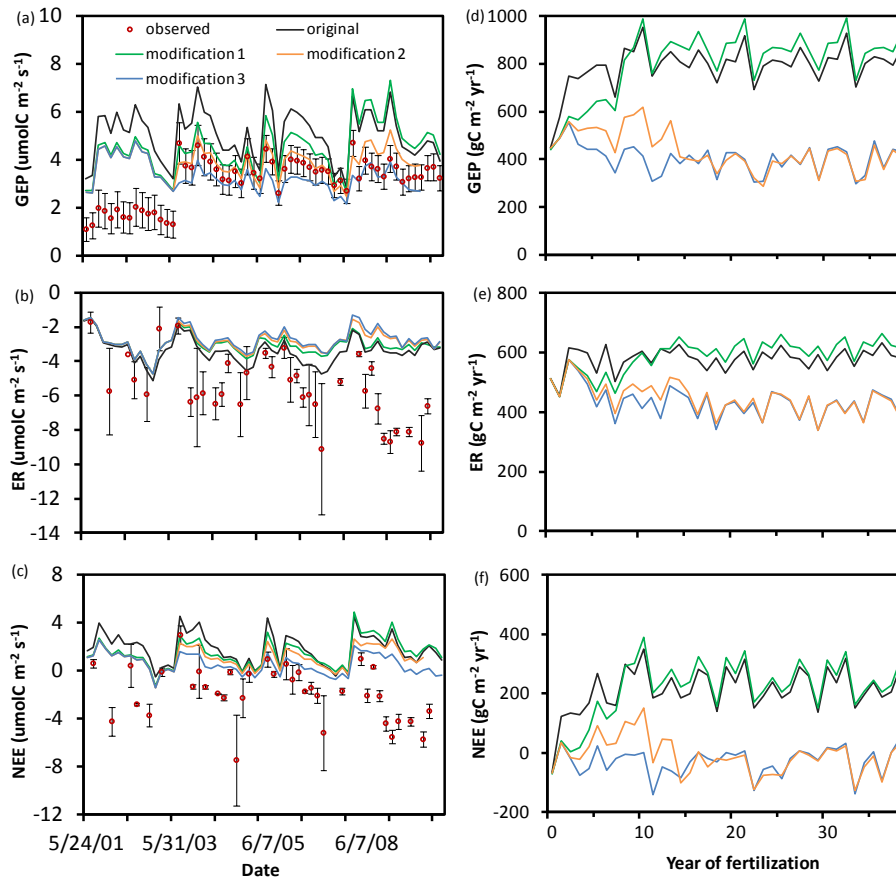 (a)
observed
original
modification 1
modification 2
modification 3
10
8
6
4
2
0
GEP (umolC m-2 s-1)
(d)
1000
800
600
400
200
0
GEP (gC m-2 yr-1)
(b)
0
-2
-4
-6
-8
-10
-12
-14
ER (umolC m-2 s-1)
(e)
800
600
400
200
0
ER (gC m-2 yr-1)
(c)
8
4
0
-4
-8
-12
NEE (umolC m-2 s-1)
5/24/01
5/31/03
6/7/05
6/7/08
Date
(f)
600
400
200
0
-200
NEE (gC m-2 yr-1)
0
10
20
30
Year of fertilization